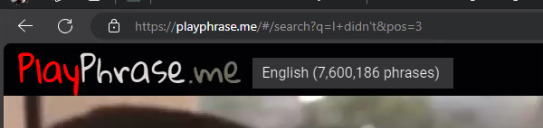 https://playphrase.me/#/search?q=I+didn't&pos=3
PlayPhrase.me
English (7,600,186 phrases)